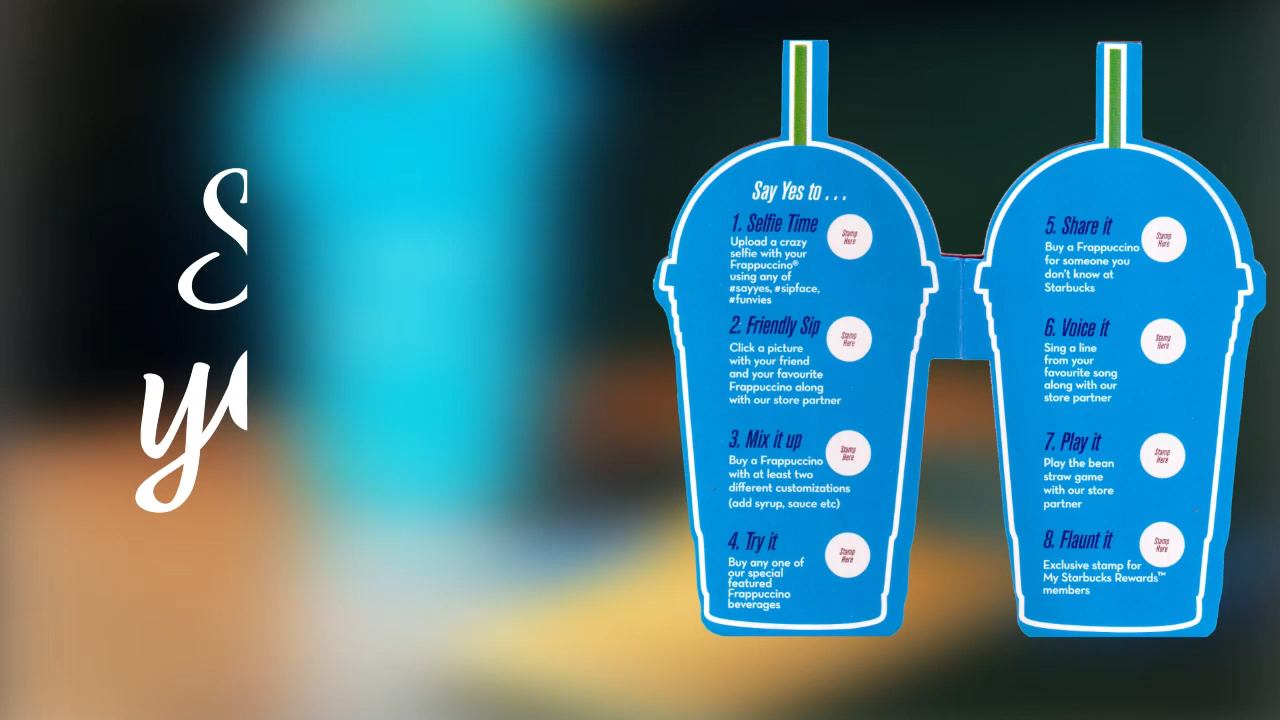 S
y
Say Yes to . . .
1. Selfie Time
Stamp
Here
Upload a crazy
selfie with your
Frappuccino®
using any of
#sayyes, #sipface,
#funvies
2. Friendly Sip
Stamp
Here
Click a picture
with your friend
and your favourite
Frappuccino along
with our store partner
3. Mix it up
Stamp
Here
Buy a Frappuccino
with at least two
different customizations
(add syrup, sauce etc)
4. Try it
Stamp
Here
Buy any one of
our special
featured
Frappuccino
beverages
5. Share it
Stamp
Here
Buy a Frappuccino
for someone you
don't know at
Starbucks
6. Voice it
Stamp
Here
Sing a line
from your
favourite song
along with our
store partner
7. Play it
Stamp
Here
Play the bean
straw game
with our store
partner
8. Flaunt it
Stamp
Here
Exclusive stamp for
My Starbucks Rewards™
members